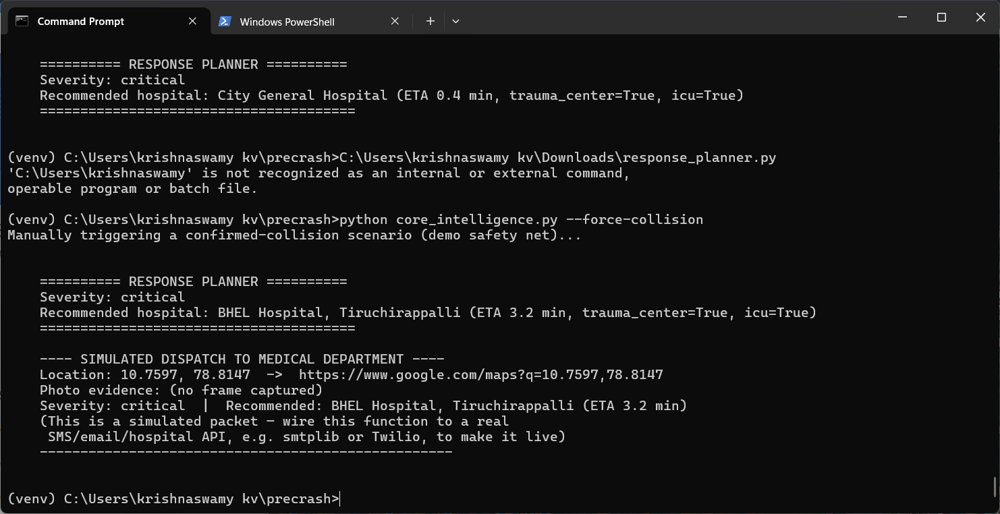 Command Prompt
Windows PowerShell
========== RESPONSE PLANNER ==========
Severity: critical
Recommended hospital: City General Hospital (ETA 0.4 min, trauma_center=True, icu=True)
=======================================
(venv) C:\Users\krishnaswamy kv\precrash>C:\Users\krishnaswamy kv\Downloads\response_planner.py
'C:\Users\krishnaswamy' is not recognized as an internal or external command,
operable program or batch file.
(venv) C:\Users\krishnaswamy kv\precrash>python core_intelligence.py --force-collision
Manually triggering a confirmed-collision scenario (demo safety net)...
========== RESPONSE PLANNER ==========
Severity: critical
Recommended hospital: BHEL Hospital, Tiruchirappalli (ETA 3.2 min, trauma_center=True, icu=True)
=======================================
---- SIMULATED DISPATCH TO MEDICAL DEPARTMENT ----
Location: 10.7597, 78.8147  ->  https://www.google.com/maps?q=10.7597,78.8147
Photo evidence: (no frame captured)
Severity: critical  |  Recommended: BHEL Hospital, Tiruchirappalli (ETA 3.2 min)
(This is a simulated packet — wire this function to a real
SMS/email/hospital API, e.g. smtplib or Twilio, to make it live)
---------------------------------------------------
(venv) C:\Users\krishnaswamy kv\precrash>